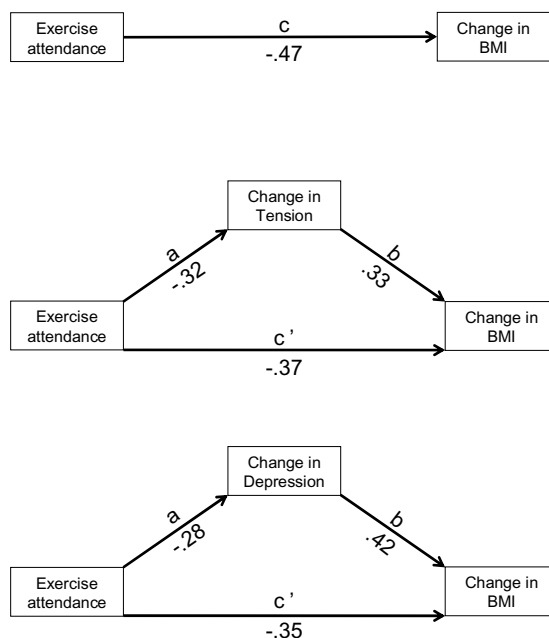 Exercise
attendance
c
-.47
Change in
BMI
Change in
Tension
a
-.32
b
.33
Exercise
attendance
c '
-.37
Change in
BMI
Change in
Depression
a
-.28
b
.42
Exercise
attendance
c '
-.35
Change in
BMI